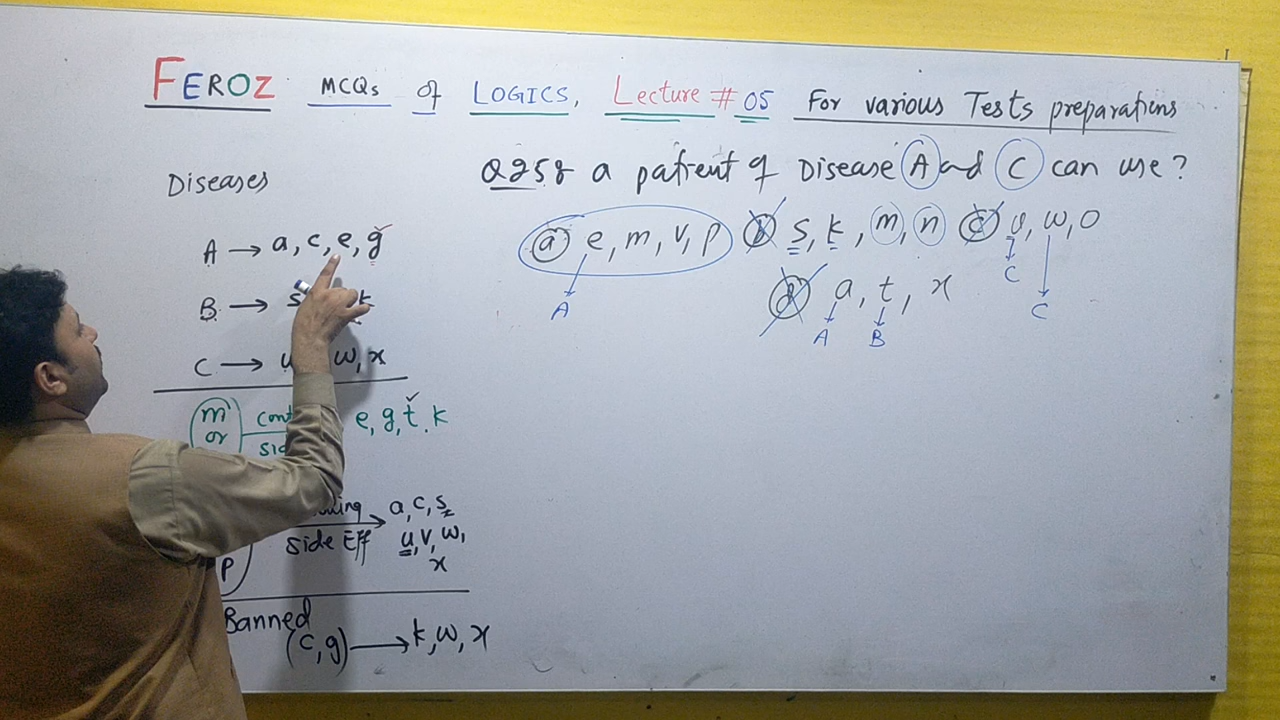 FEROZ MCQs of LOGICS, Lecture # 05 For various Tests preparations
Diseases
A → a, c, e, g
B → s k
C → u w, x
m or e, g, t, k
a, c, s
side Eff u, v, w,
x
p
Banned
(c, g) → k, w, x
Q258 a patient of Disease A and C can use?
a e, m, v, p b s, k, m, n c v, w, o
A C C
d a, t, x
A B